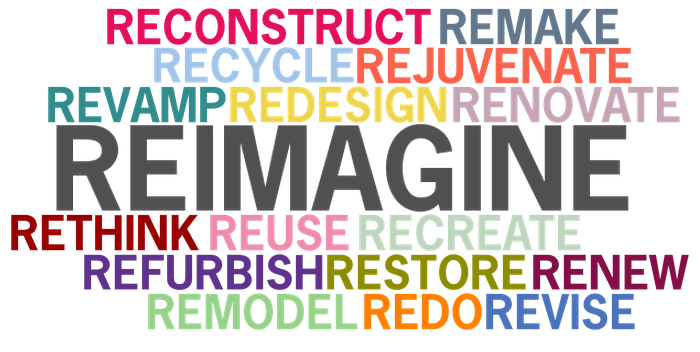 RECONSTRUCT REMAKE
RECYCLE REJUVENATE
REVAMP REDESIGN RENOVATE
REIMAGINE
RETHINK REUSE RECREATE
REFURBISH RESTORE RENEW
REMODEL REDO REVISE